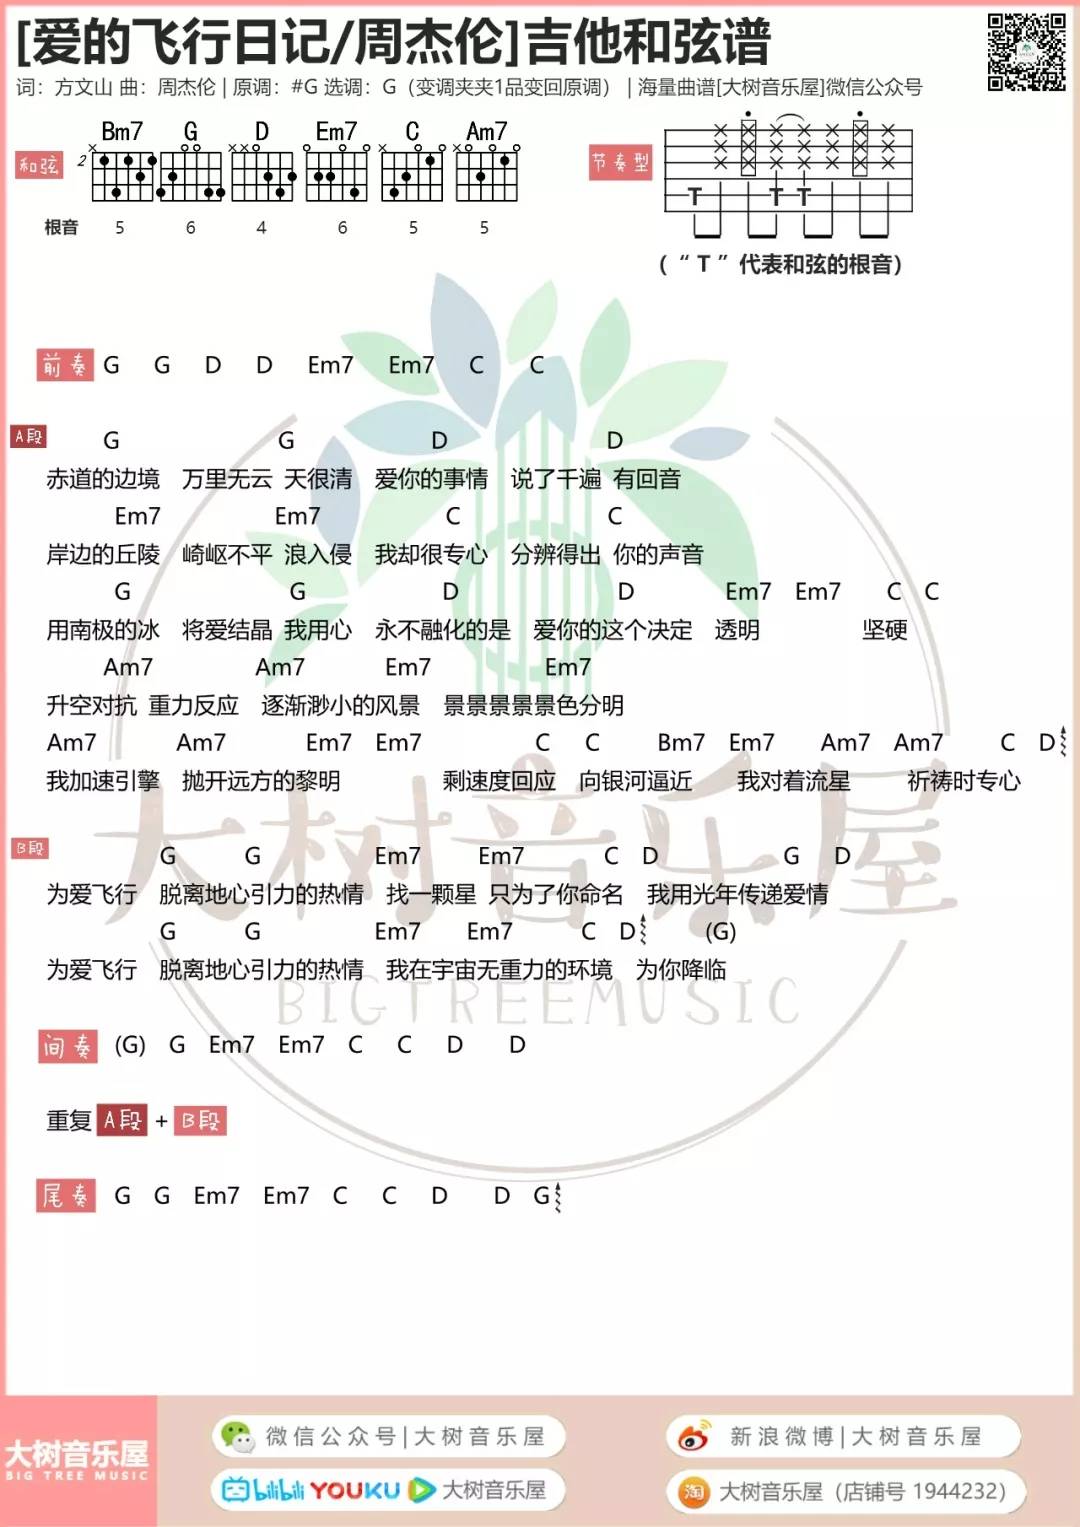 [爱的飞行日记/周杰伦]吉他和弦谱
词：方文山 曲：周杰伦 | 原调：#G 选调：G（变调夹夹1品变回原调） | 海量曲谱[大树音乐屋]微信公众号
Bm7 G D Em7 C Am7
和弦 2 节奏型
T T T
根音 5 6 4 6 5 5
(“T”代表和弦的根音)
前奏 G G D D Em7 Em7 C C
A段 G G D D
赤道的边境 万里无云 天很清 爱你的事情 说了千遍 有回音
Em7 Em7 C C
岸边的丘陵 崎岖不平 浪入侵 我却很专心 分辨得出 你的声音
G G D D Em7 Em7 C C
用南极的冰 将爱结晶 我用心 永不融化的是 爱你的这个决定 透明 坚硬
Am7 Am7 Em7 Em7
升空对抗 重力反应 逐渐渺小的风景 景景景景景色分明
Am7 Am7 Em7 Em7 C C Bm7 Em7 Am7 Am7 C D
我加速引擎 抛开远方的黎明 剩速度回应 向银河逼近 我对着流星 祈祷时专心
B段 G G Em7 Em7 C D G D
为爱飞行 脱离地心引力的热情 找一颗星 只为了你命名 我用光年传递爱情
G G Em7 Em7 C D (G)
为爱飞行 脱离地心引力的热情 我在宇宙无重力的环境 为你降临
大树音乐屋
BIGTREEMUSIC
间奏 (G) G Em7 Em7 C C D D
重复 A段 + B段
尾奏 G G Em7 Em7 C C D D G
大树音乐屋
BIG TREE MUSIC
微信公众号|大树音乐屋
新浪微博|大树音乐屋
bilibili YOUKU 大树音乐屋
淘 大树音乐屋（店铺号 1944232）